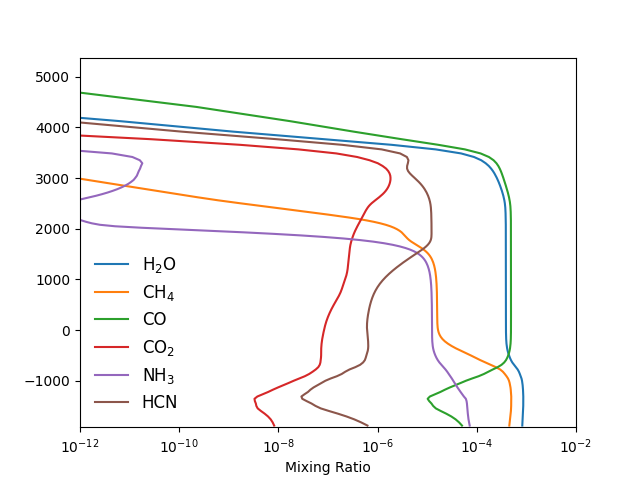 5000
4000
3000
2000
1000
0
−1000
H₂O
CH₄
CO
CO₂
NH₃
HCN
10⁻¹² 10⁻¹⁰ 10⁻⁸ 10⁻⁶ 10⁻⁴ 10⁻²
Mixing Ratio